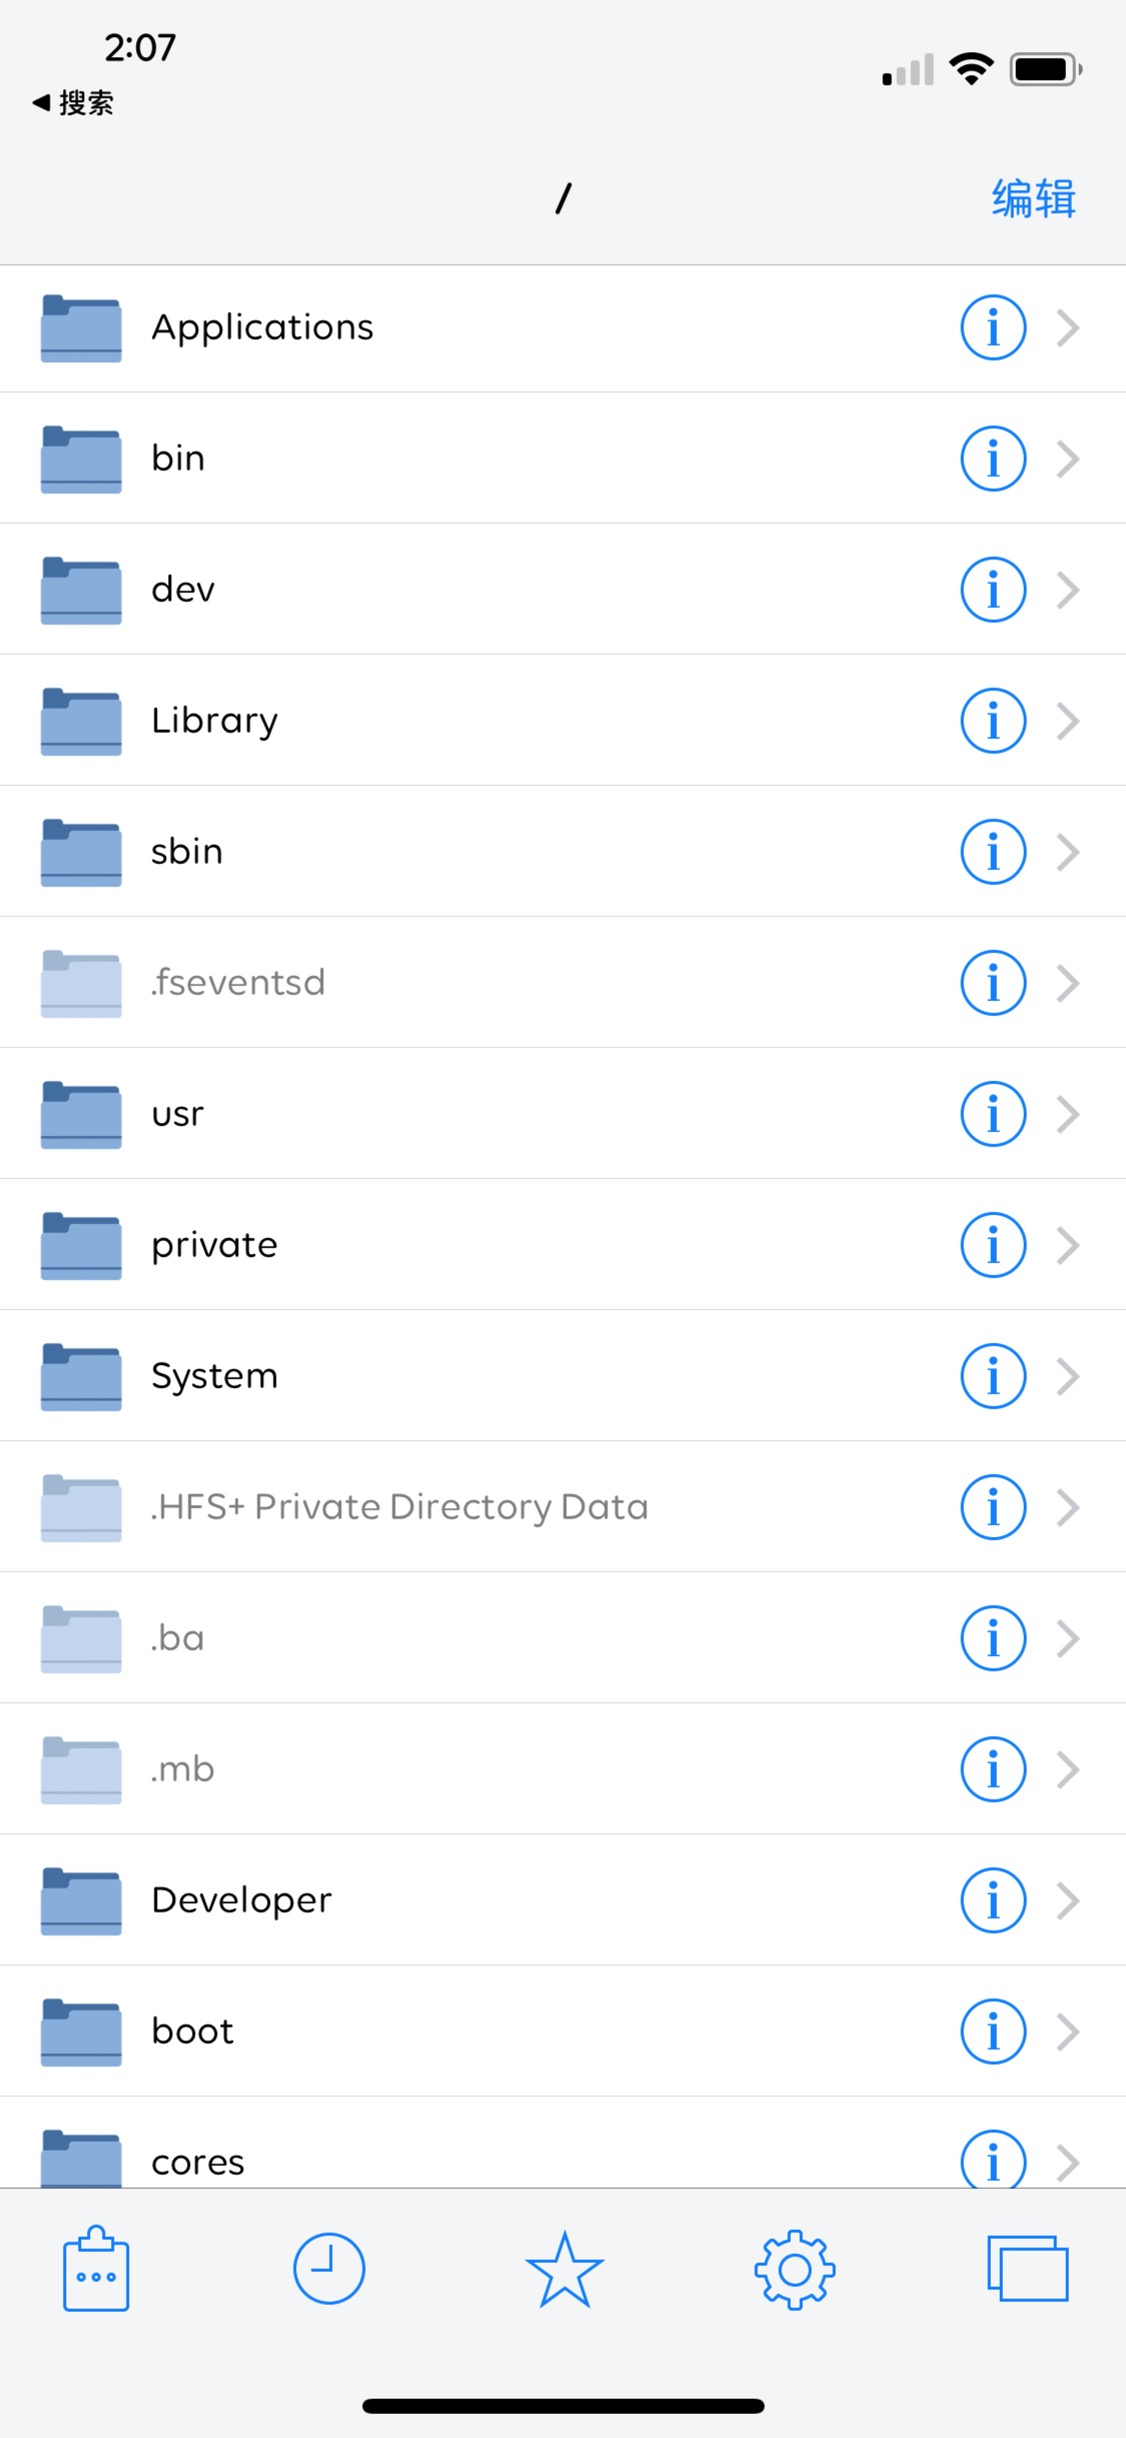 2:07
◀ 搜索
/
编辑
Applications
bin
dev
Library
sbin
.fseventsd
usr
private
System
.HFS+ Private Directory Data
.ba
.mb
Developer
boot
cores